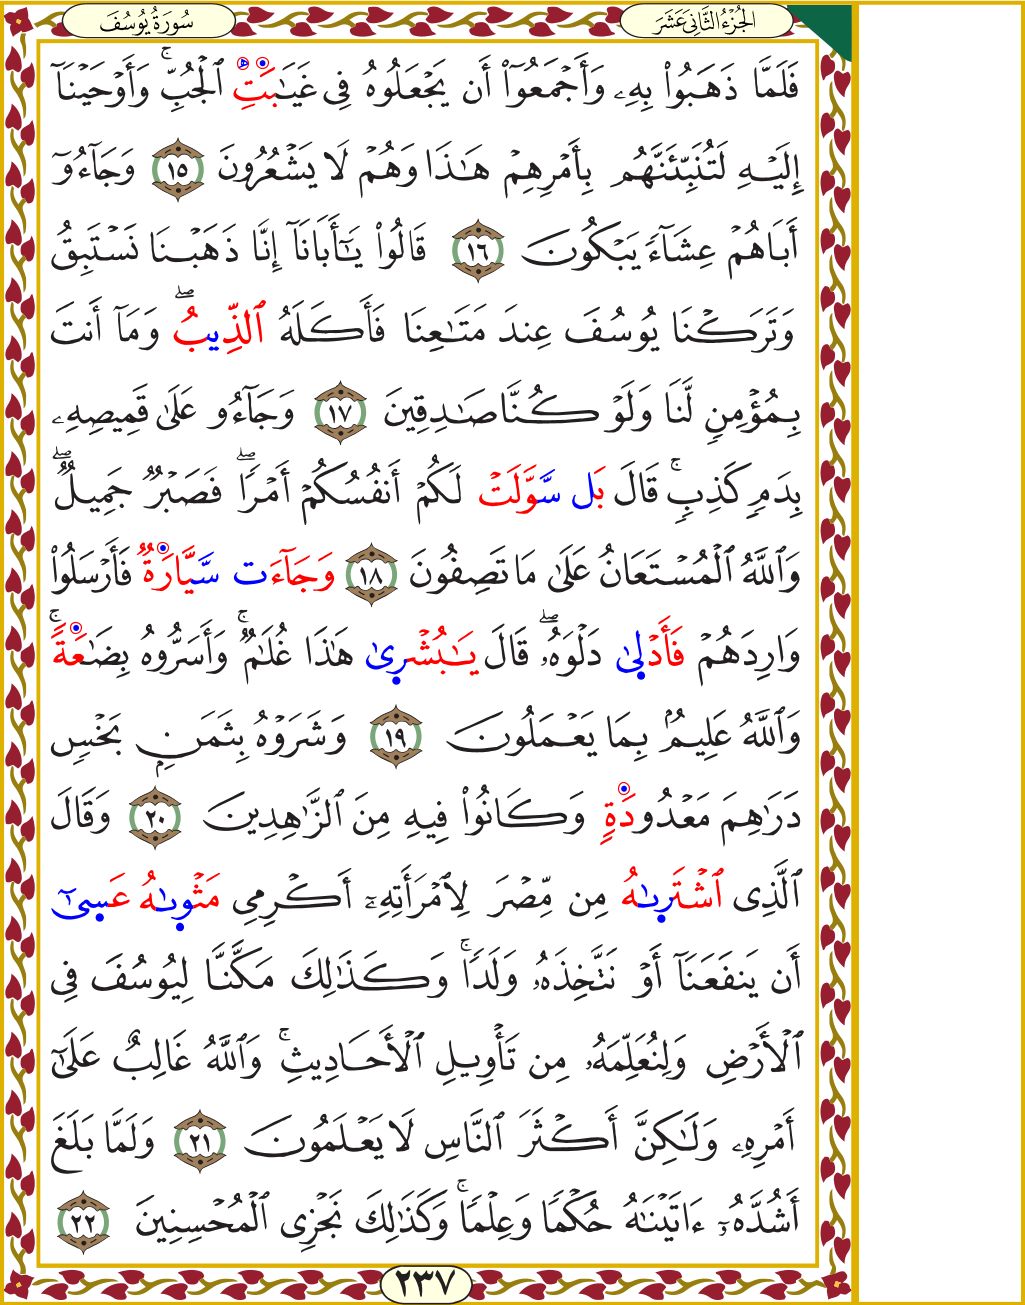 الجُزْءُ الثَّانِيَ عَشَرَ
سُورَةُ يُوسُفَ
فَلَمَّا ذَهَبُوا۟ بِهِۦ وَأَجْمَعُوٓا۟ أَن يَجْعَلُوهُ فِى غَيَٰبَتِ ٱلْجُبِّ ۚ وَأَوْحَيْنَآ
إِلَيْهِ لَتُنَبِّئَنَّهُم بِأَمْرِهِمْ هَٰذَا وَهُمْ لَا يَشْعُرُونَ ١٥ وَجَآءُوٓ
أَبَاهُمْ عِشَآءً يَبْكُونَ ١٦ قَالُوا۟ يَٰٓأَبَانَآ إِنَّا ذَهَبْنَا نَسْتَبِقُ
وَتَرَكْنَا يُوسُفَ عِندَ مَتَٰعِنَا فَأَكَلَهُ ٱلذِّيبُ ۖ وَمَآ أَنتَ
بِمُؤْمِنٍ لَّنَا وَلَوْ كُنَّا صَٰدِقِينَ ١٧ وَجَآءُو عَلَىٰ قَمِيصِهِۦ
بِدَمٍ كَذِبٍ ۚ قَالَ بَل سَّوَّلَتْ لَكُمْ أَنفُسُكُمْ أَمْرًا ۖ فَصَبْرٌ جَمِيلٌ ۖ
وَٱللَّهُ ٱلْمُسْتَعَانُ عَلَىٰ مَا تَصِفُونَ ١٨ وَجَآءَت سَّيَّارَةٌ فَأَرْسَلُوا۟
وَارِدَهُمْ فَأَدْلَىٰ دَلْوَهُۥ ۖ قَالَ يَٰبُشْرَىٰ هَٰذَا غُلَٰمٌ ۚ وَأَسَرُّوهُ بِضَٰعَةً ۚ
وَٱللَّهُ عَلِيمٌۢ بِمَا يَعْمَلُونَ ١٩ وَشَرَوْهُ بِثَمَنٍۭ بَخْسٍ
دَرَٰهِمَ مَعْدُودَةٍ وَكَانُوا۟ فِيهِ مِنَ ٱلزَّٰهِدِينَ ٢٠ وَقَالَ
ٱلَّذِى ٱشْتَرَىٰهُ مِن مِّصْرَ لِٱمْرَأَتِهِۦٓ أَكْرِمِى مَثْوَىٰهُ عَسَىٰٓ
أَن يَنفَعَنَآ أَوْ نَتَّخِذَهُۥ وَلَدًا ۚ وَكَذَٰلِكَ مَكَّنَّا لِيُوسُفَ فِى
ٱلْأَرْضِ وَلِنُعَلِّمَهُۥ مِن تَأْوِيلِ ٱلْأَحَادِيثِ ۚ وَٱللَّهُ غَالِبٌ عَلَىٰٓ
أَمْرِهِۦ وَلَٰكِنَّ أَكْثَرَ ٱلنَّاسِ لَا يَعْلَمُونَ ٢١ وَلَمَّا بَلَغَ
أَشُدَّهُۥٓ ءَاتَيْنَٰهُ حُكْمًا وَعِلْمًا ۚ وَكَذَٰلِكَ نَجْزِى ٱلْمُحْسِنِينَ ٢٢
٢٣٧